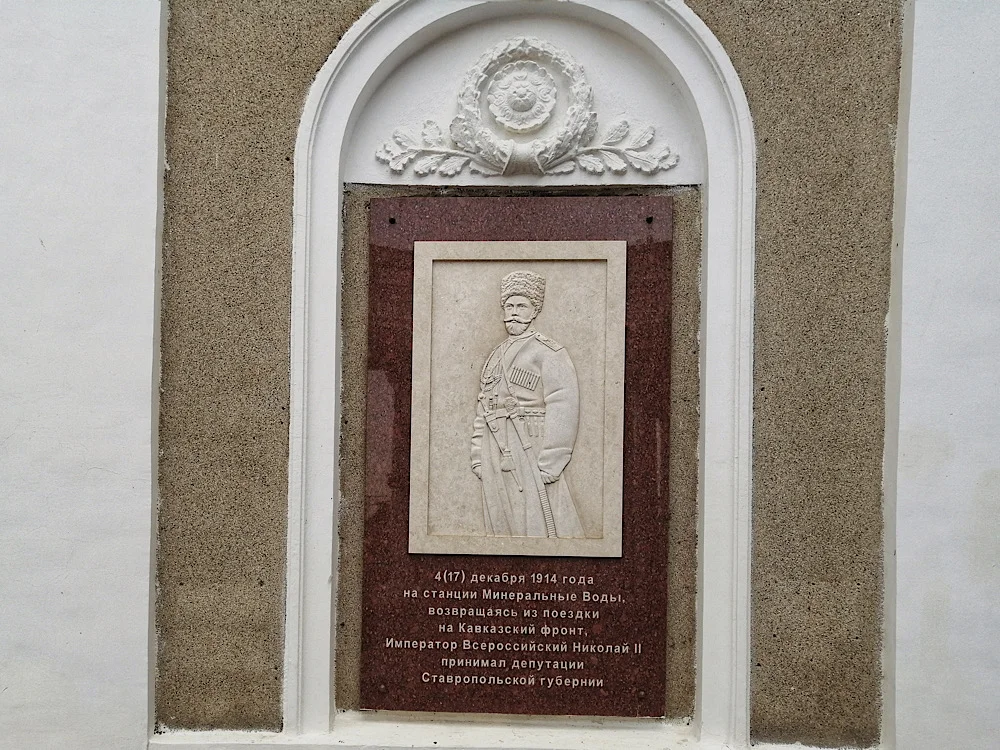 4(17) декабря 1914 года
на станции Минеральные Воды,
возвращаясь из поездки
на Кавказский фронт,
Император Всероссийский Николай II
принимал депутации
Ставропольской губернии